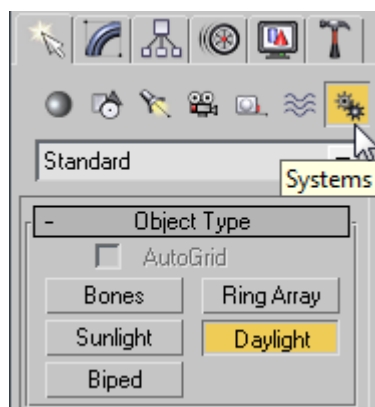 Standard
Systems
- Object Type
AutoGrid
Bones Ring Array
Sunlight Daylight
Biped